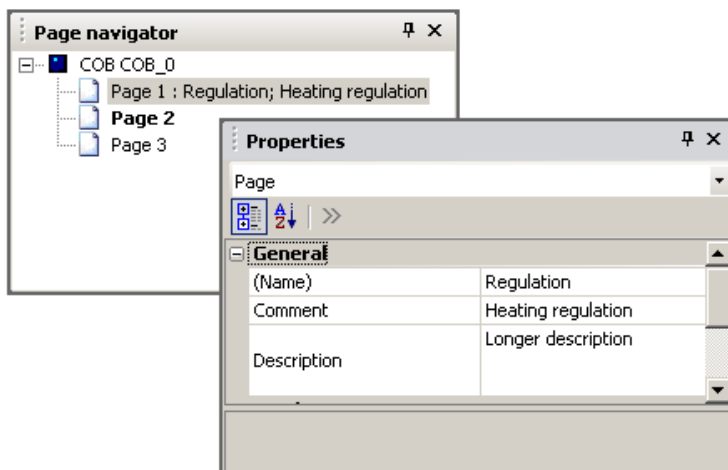 Page navigator
COB COB_0
Page 1 : Regulation; Heating regulation
Page 2
Page 3
Properties
Page
A
Z
General
(Name) Regulation
Comment Heating regulation
Description Longer description